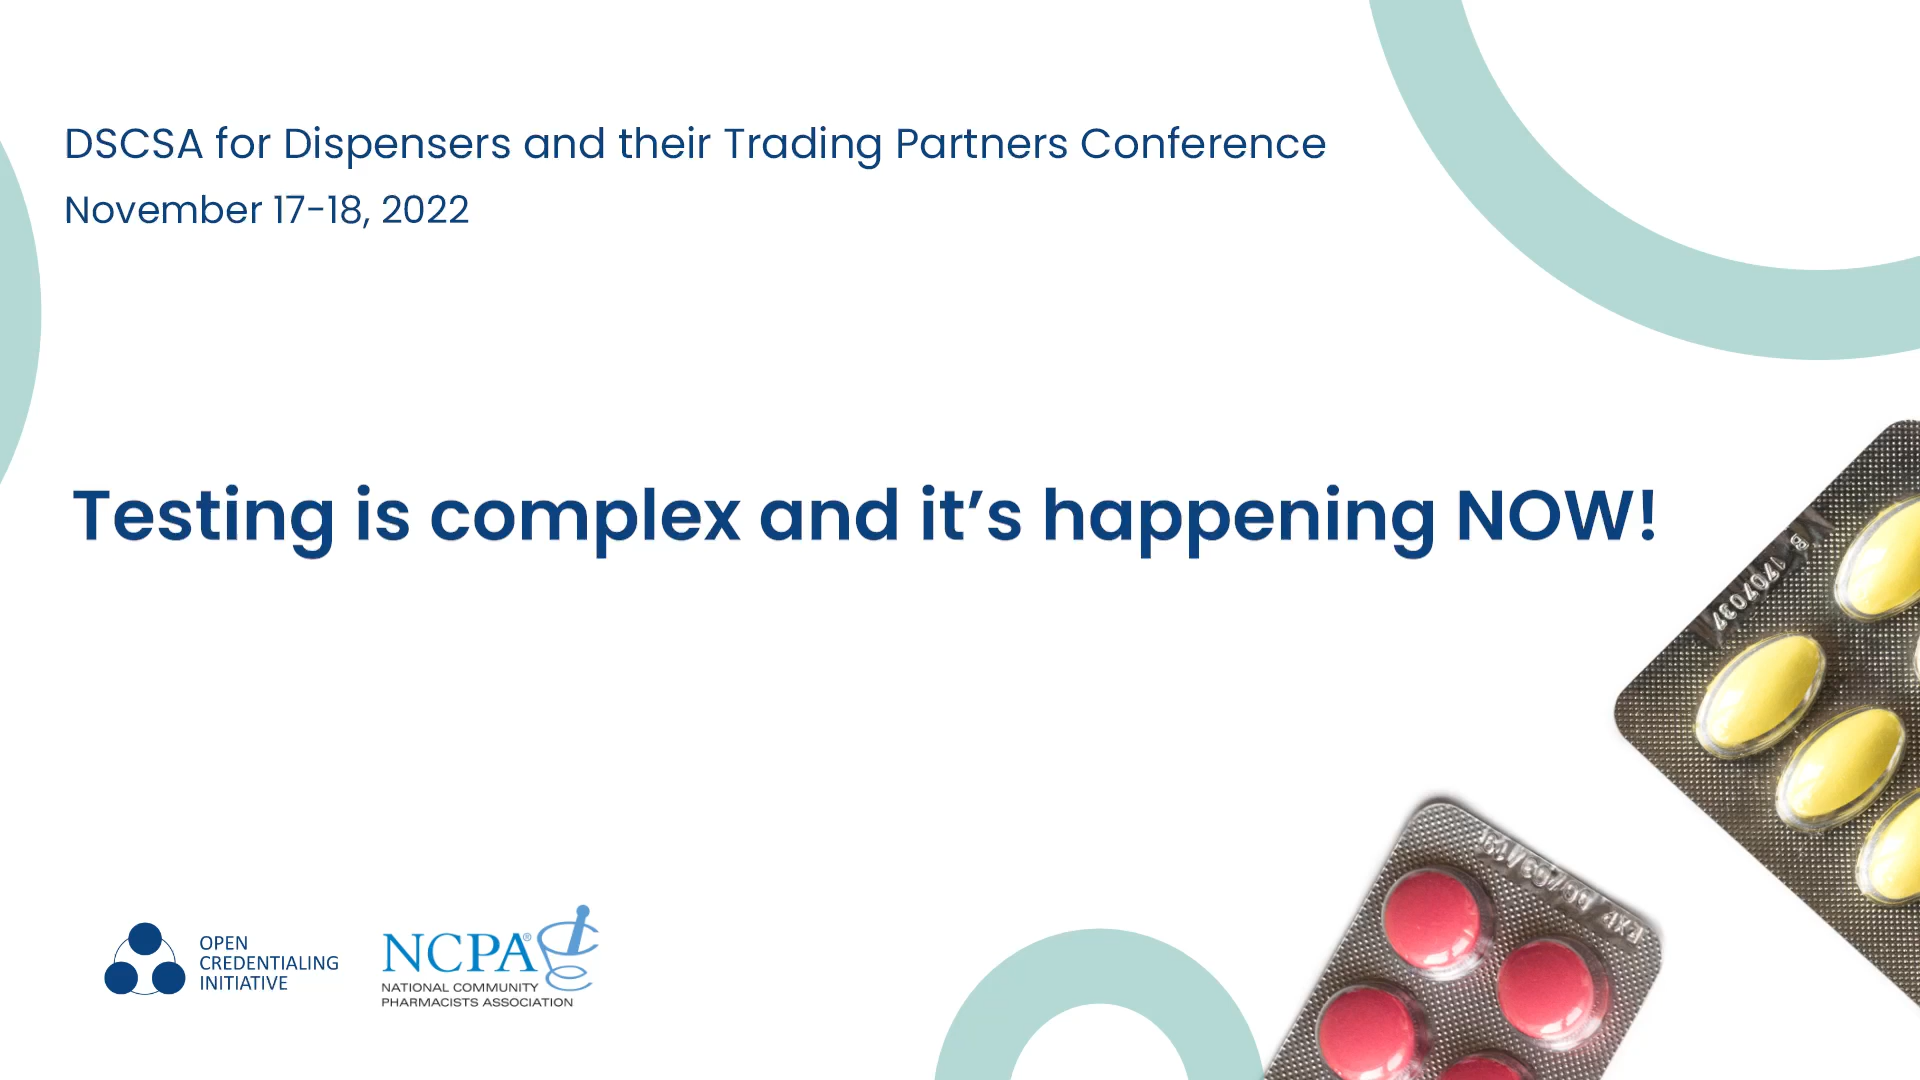 DSCSA for Dispensers and their Trading Partners Conference
November 17-18, 2022
Testing is complex and it’s happening NOW!
1707037
OPEN
CREDENTIALING
INITIATIVE
NCPA®
NATIONAL COMMUNITY
PHARMACISTS ASSOCIATION